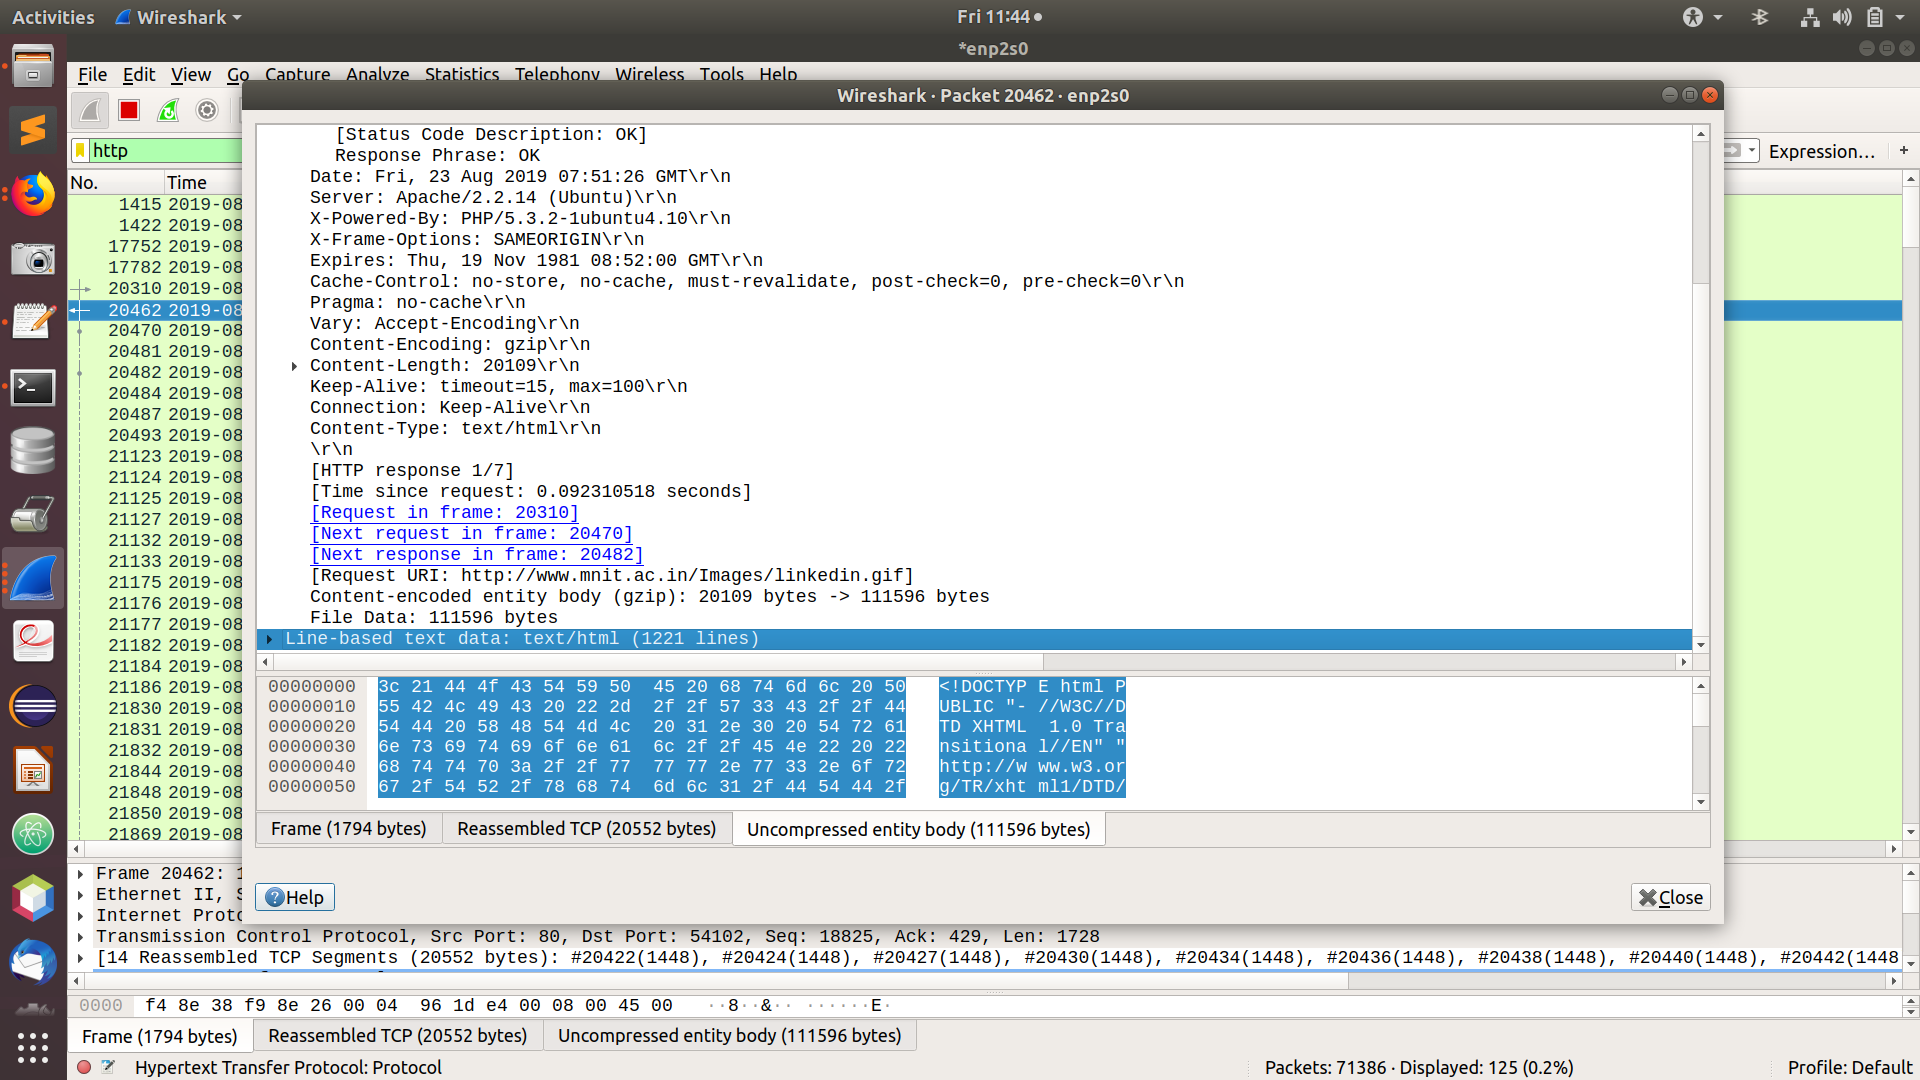 Activities
Wireshark
Fri 11:44
*enp2s0
File Edit View Go Capture Analyze Statistics Telephony Wireless Tools Help
Wireshark · Packet 20462 · enp2s0
http
Expression…
+
No. Time
1415 2019-08
1422 2019-08
17752 2019-08
17782 2019-08
20310 2019-08
20462 2019-08
20470 2019-08
20481 2019-08
20482 2019-08
20484 2019-08
20487 2019-08
20493 2019-08
21123 2019-08
21124 2019-08
21125 2019-08
21127 2019-08
21132 2019-08
21133 2019-08
21175 2019-08
21176 2019-08
21177 2019-08
21182 2019-08
21184 2019-08
21186 2019-08
21830 2019-08
21831 2019-08
21832 2019-08
21844 2019-08
21848 2019-08
21850 2019-08
21869 2019-08
[Status Code Description: OK]
Response Phrase: OK
Date: Fri, 23 Aug 2019 07:51:26 GMT\r\n
Server: Apache/2.2.14 (Ubuntu)\r\n
X-Powered-By: PHP/5.3.2-1ubuntu4.10\r\n
X-Frame-Options: SAMEORIGIN\r\n
Expires: Thu, 19 Nov 1981 08:52:00 GMT\r\n
Cache-Control: no-store, no-cache, must-revalidate, post-check=0, pre-check=0\r\n
Pragma: no-cache\r\n
Vary: Accept-Encoding\r\n
Content-Encoding: gzip\r\n
Content-Length: 20109\r\n
Keep-Alive: timeout=15, max=100\r\n
Connection: Keep-Alive\r\n
Content-Type: text/html\r\n
\r\n
[HTTP response 1/7]
[Time since request: 0.092310518 seconds]
[Request in frame: 20310]
[Next request in frame: 20470]
[Next response in frame: 20482]
[Request URI: http://www.mnit.ac.in/Images/linkedin.gif]
Content-encoded entity body (gzip): 20109 bytes -> 111596 bytes
File Data: 111596 bytes
Line-based text data: text/html (1221 lines)
00000000 3c 21 44 4f 43 54 59 50 45 20 68 74 6d 6c 20 50 <!DOCTYP E html P
00000010 55 42 4c 49 43 20 22 2d 2f 2f 57 33 43 2f 2f 44 UBLIC "- //W3C//D
00000020 54 44 20 58 48 54 4d 4c 20 31 2e 30 20 54 72 61 TD XHTML 1.0 Tra
00000030 6e 73 69 74 69 6f 6e 61 6c 2f 2f 45 4e 22 20 22 nsitiona l//EN" "
00000040 68 74 74 70 3a 2f 2f 77 77 77 2e 77 33 2e 6f 72 http://w ww.w3.or
00000050 67 2f 54 52 2f 78 68 74 6d 6c 31 2f 44 54 44 2f g/TR/xht ml1/DTD/
Frame (1794 bytes) Reassembled TCP (20552 bytes) Uncompressed entity body (111596 bytes)
Help
Close
Frame 20462: 1
Ethernet II, S
Internet Proto
Transmission Control Protocol, Src Port: 80, Dst Port: 54102, Seq: 18825, Ack: 429, Len: 1728
[14 Reassembled TCP Segments (20552 bytes): #20422(1448), #20424(1448), #20427(1448), #20430(1448), #20434(1448), #20436(1448), #20438(1448), #20440(1448), #20442(1448
0000 f4 8e 38 f9 8e 26 00 04 96 1d e4 00 08 00 45 00 ··8··&·· ······E·
Frame (1794 bytes) Reassembled TCP (20552 bytes) Uncompressed entity body (111596 bytes)
Hypertext Transfer Protocol: Protocol
Packets: 71386 · Displayed: 125 (0.2%)
Profile: Default